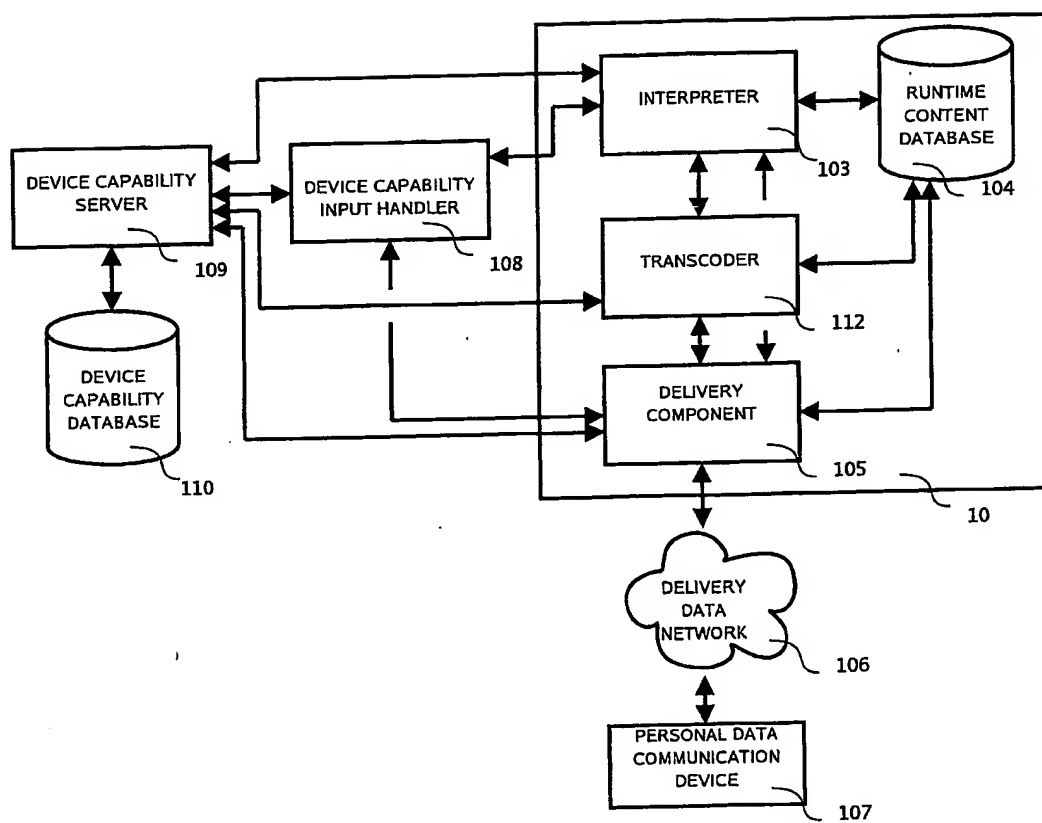 INTERPRETER
103
RUNTIME
CONTENT
DATABASE
104
DEVICE CAPABILITY
SERVER
109
DEVICE CAPABILITY
INPUT HANDLER
108
TRANSCODER
112
DEVICE
CAPABILITY
DATABASE
110
DELIVERY
COMPONENT
105
10
DELIVERY
DATA
NETWORK
106
PERSONAL DATA
COMMUNICATION
DEVICE
107